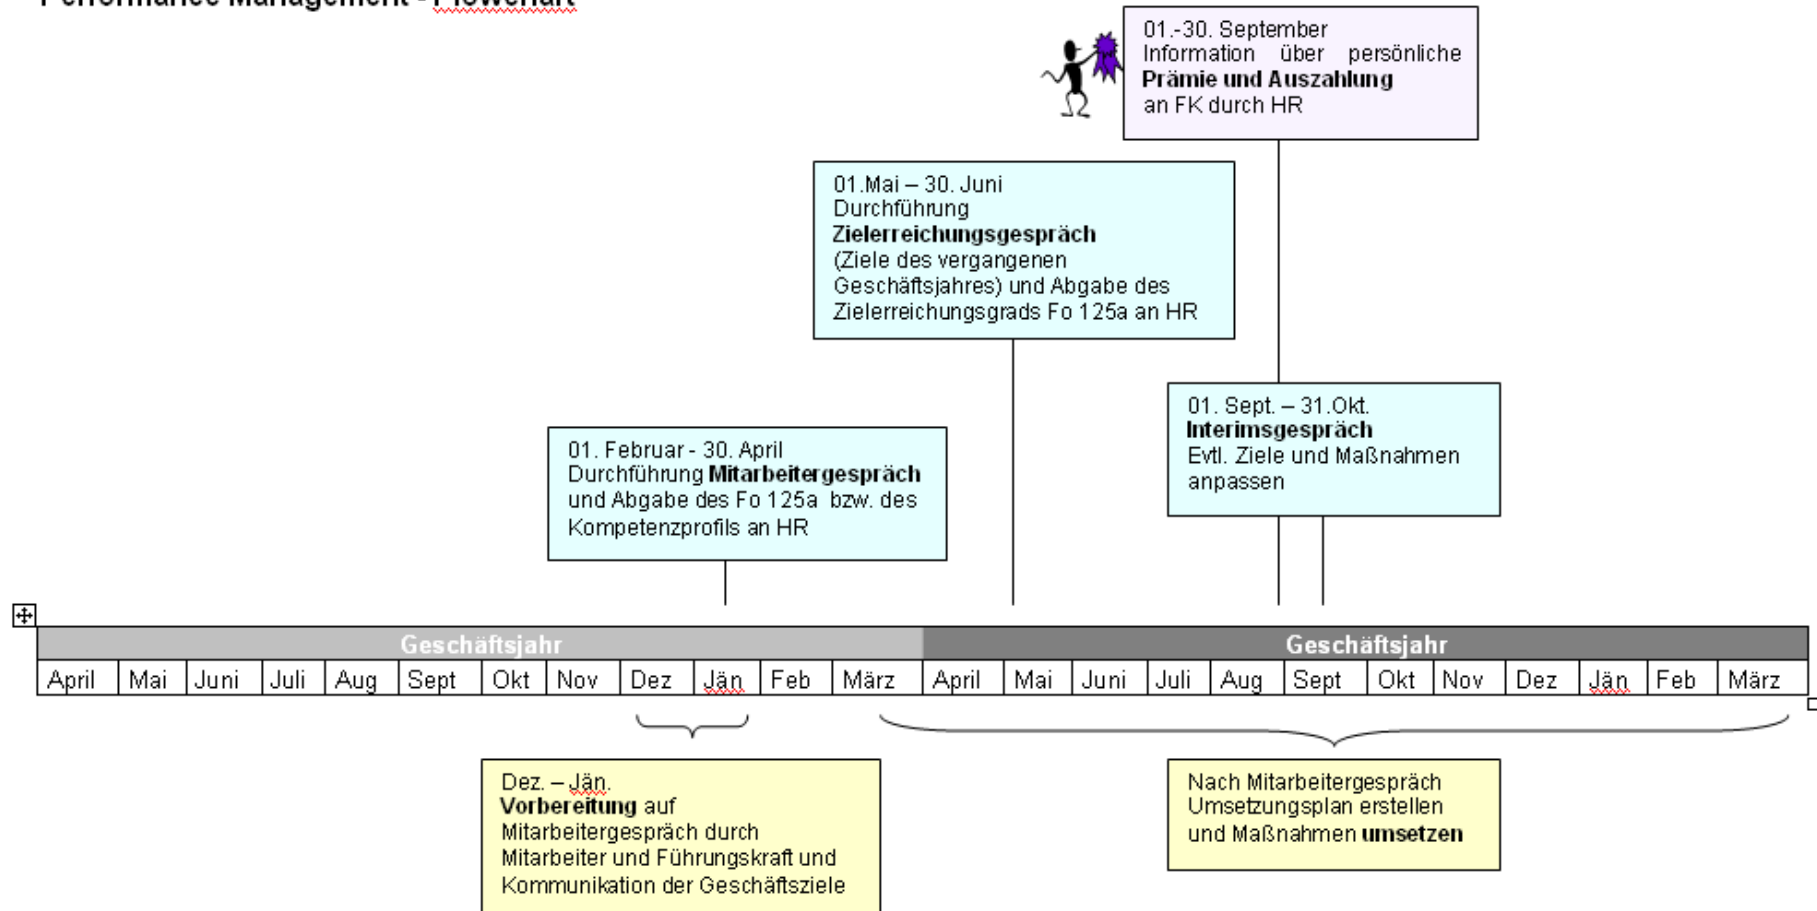 Performance Management - Flowchart
01.-30. September
Information über persönliche
Prämie und Auszahlung
an FK durch HR
01.Mai – 30. Juni
Durchführung
Zielerreichungsgespräch
(Ziele des vergangenen
Geschäftsjahres) und Abgabe des
Zielerreichungsgrads Fo 125a an HR
01. Sept. – 31.Okt.
Interimsgespräch
Evtl. Ziele und Maßnahmen
anpassen
01. Februar - 30. April
Durchführung Mitarbeitergespräch
und Abgabe des Fo 125a bzw. des
Kompetenzprofils an HR
Geschäftsjahr Geschäftsjahr
April Mai Juni Juli Aug Sept Okt Nov Dez Jän Feb März April Mai Juni Juli Aug Sept Okt Nov Dez Jän Feb März
Dez. – Jän.
Vorbereitung auf
Mitarbeitergespräch durch
Mitarbeiter und Führungskraft und
Kommunikation der Geschäftsziele
Nach Mitarbeitergespräch
Umsetzungsplan erstellen
und Maßnahmen umsetzen